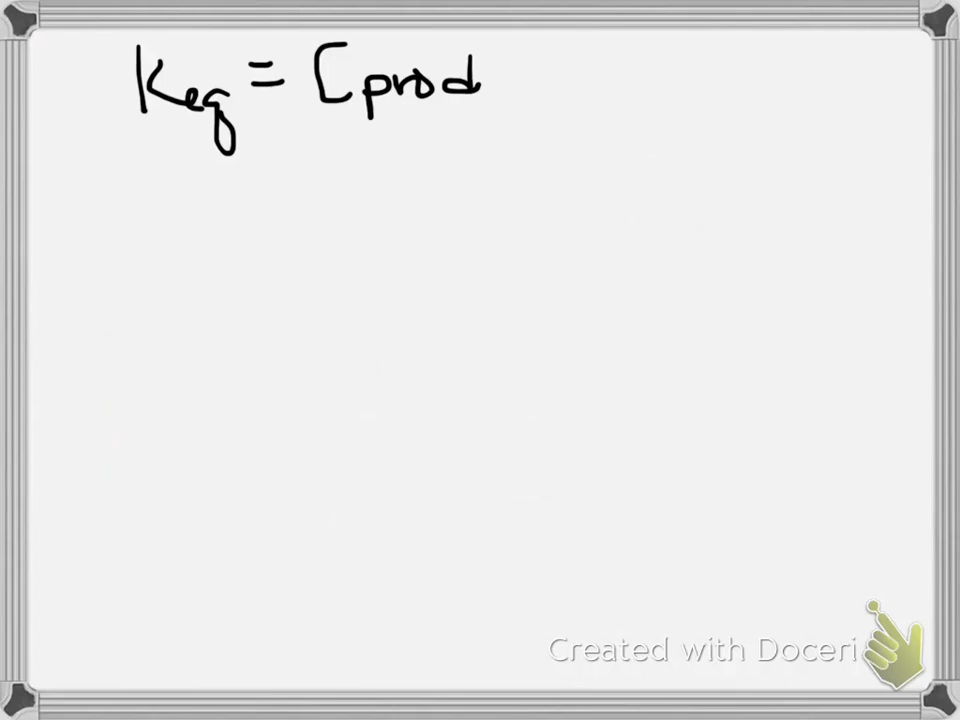 Keq = [prod
Created with Doceri